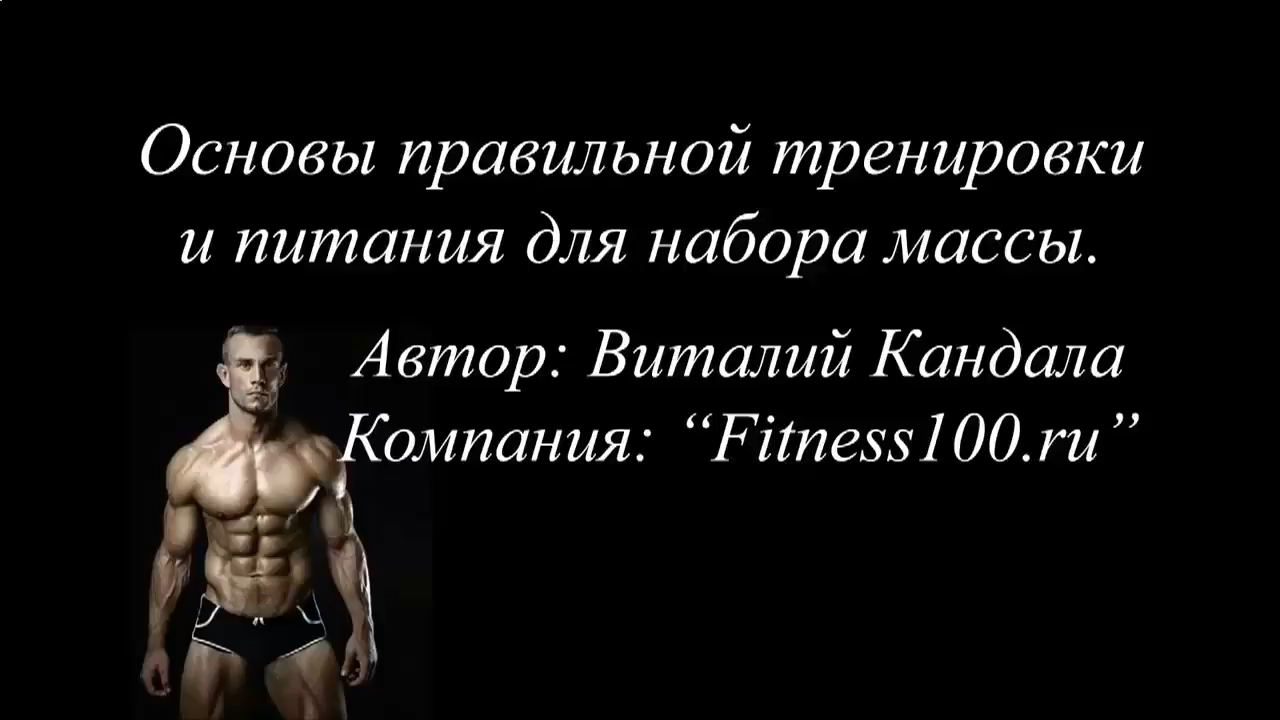 Основы правильной тренировки
и питания для набора массы.
Автор: Виталий Кандала
Компания: “Fitness100.ru”